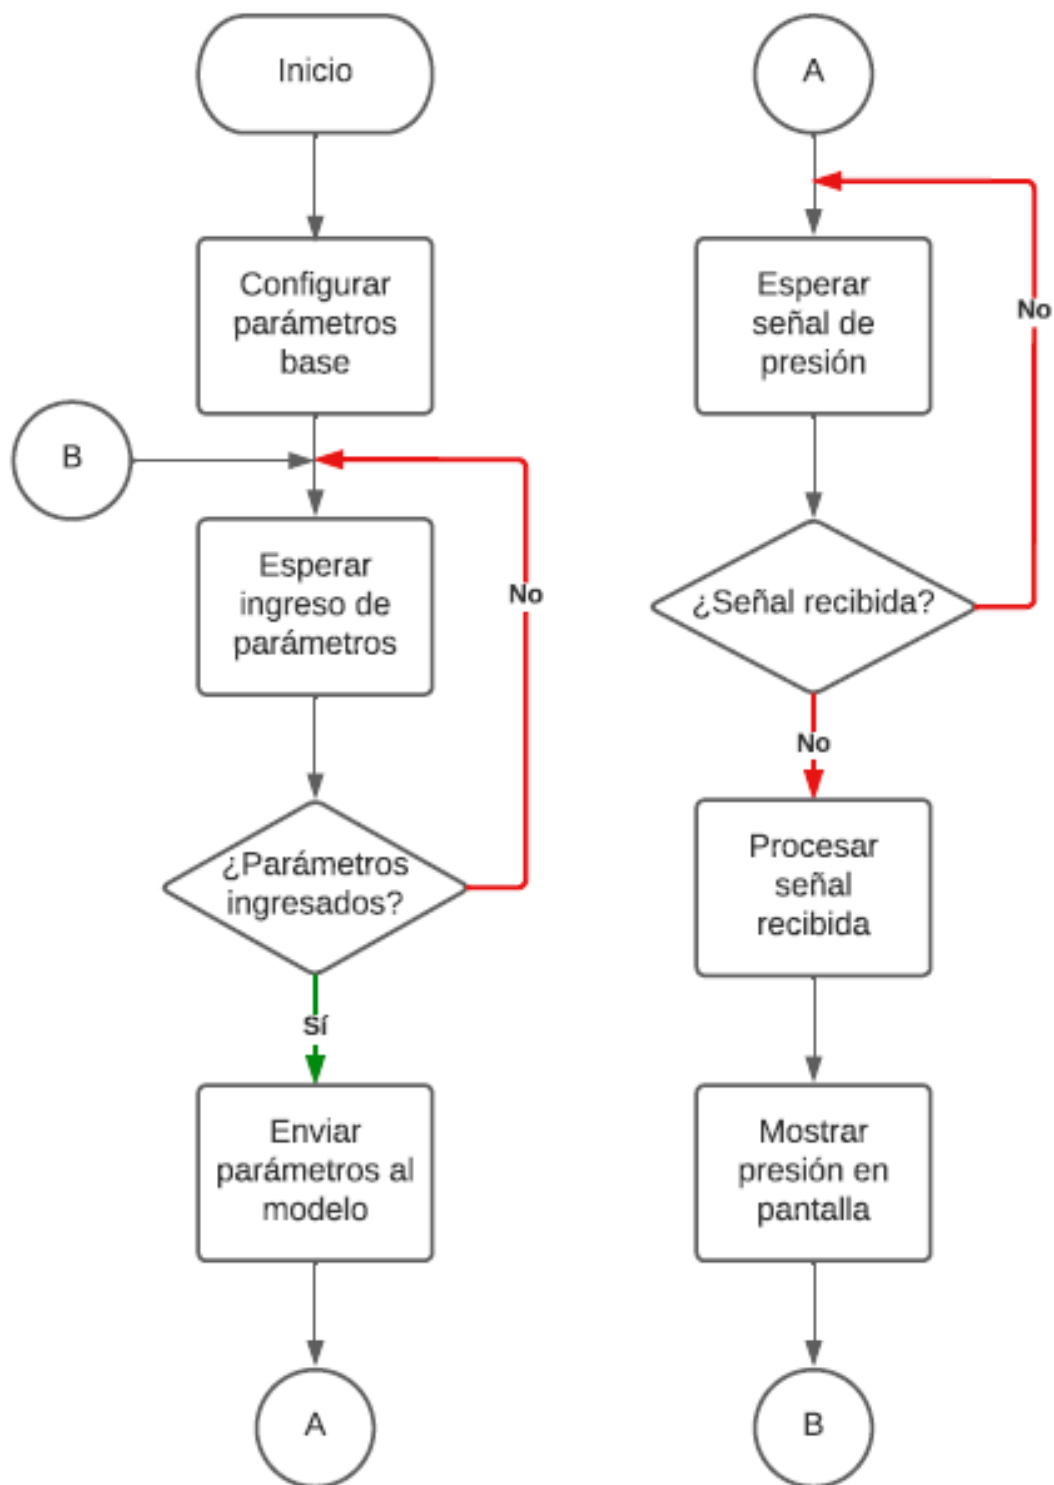 Inicio
Configurar
parámetros
base
B
Esperar
ingreso de
parámetros
No
¿Parámetros
ingresados?
Sí
Enviar
parámetros al
modelo
A
A
Esperar
señal de
presión
No
¿Señal recibida?
No
Procesar
señal
recibida
Mostrar
presión en
pantalla
B